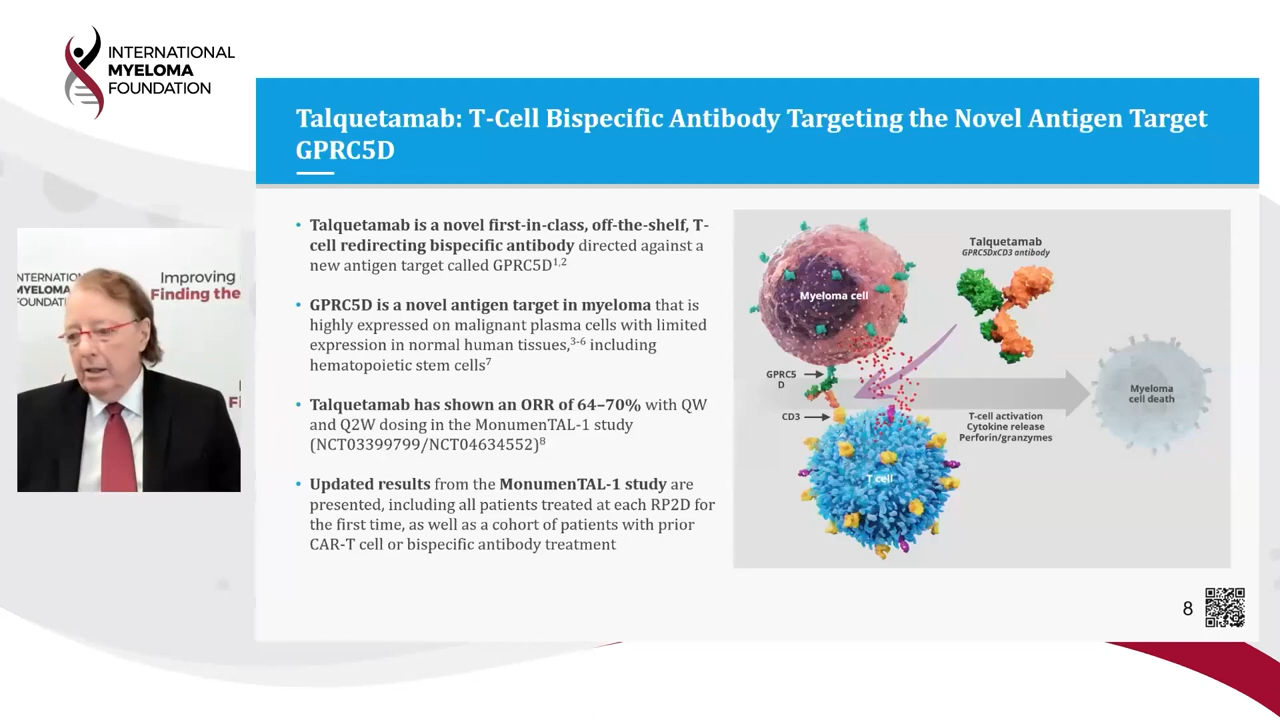 INTERNATIONAL
MYELOMA
FOUNDATION
Talquetamab: T-Cell Bispecific Antibody Targeting the Novel Antigen Target
GPRC5D
• Talquetamab is a novel first-in-class, off-the-shelf, T-
cell redirecting bispecific antibody directed against a
new antigen target called GPRC5D1,2
• GPRC5D is a novel antigen target in myeloma that is
highly expressed on malignant plasma cells with limited
expression in normal human tissues,3-6 including
hematopoietic stem cells7
• Talquetamab has shown an ORR of 64–70% with QW
and Q2W dosing in the MonumenTAL-1 study
(NCT03399799/NCT04634552)8
• Updated results from the MonumenTAL-1 study are
presented, including all patients treated at each RP2D for
the first time, as well as a cohort of patients with prior
CAR-T cell or bispecific antibody treatment
Myeloma cell
Talquetamab
GPRC5DxCD3 antibody
GPRC5
D
CD3
T cell
T-cell activation
Cytokine release
Perforin/granzymes
Myeloma
cell death
8
NTERNATION
MYELOMA
FOUNDATIO
Improving
Finding the
Fi